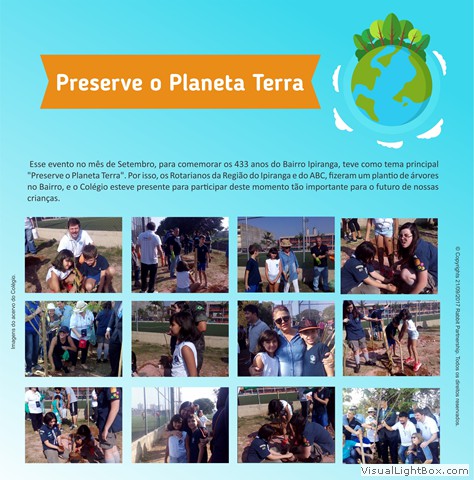 Preserve o Planeta Terra
Esse evento no mês de Setembro, para comemorar os 433 anos do Bairro Ipiranga, teve como tema principal
"Preserve o Planeta Terra". Por isso, os Rotarianos da Região do Ipiranga e do ABC, fizeram um plantio de árvores
no Bairro, e o Colégio esteve presente para participar deste momento tão importante para o futuro de nossas
crianças.
Imagens do acervo do Colégio.
© Copyrights 21/09/2017 Rabbit Partnership. Todos os direitos reservados.
VisualLightBox.com